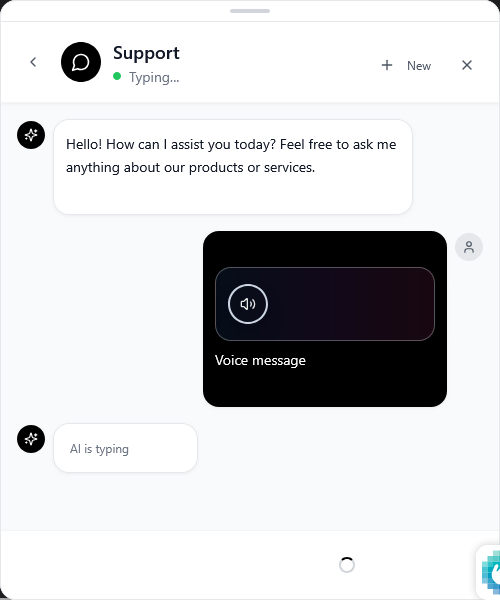 Support
Typing...
New
Hello! How can I assist you today? Feel free to ask me
anything about our products or services.
Voice message
AI is typing